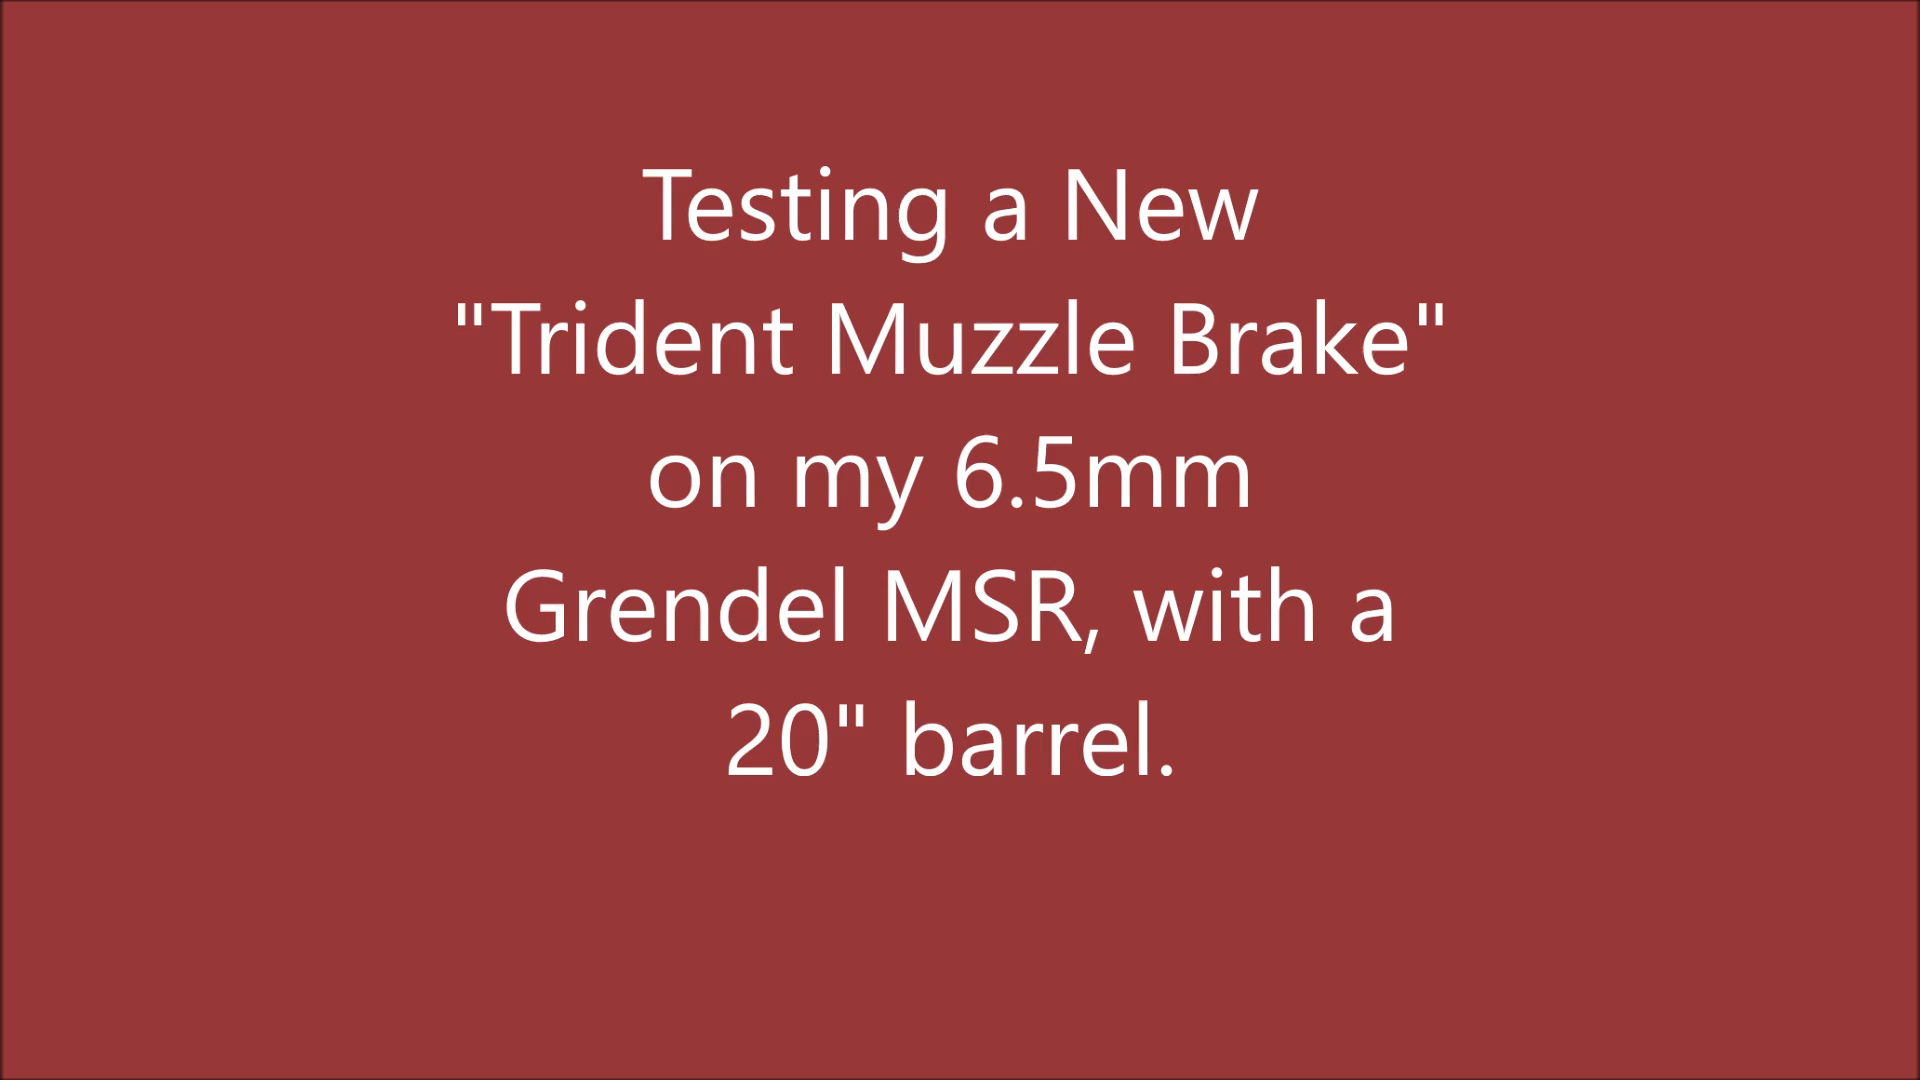 Testing a New
"Trident Muzzle Brake"
on my 6.5mm
Grendel MSR, with a
20" barrel.